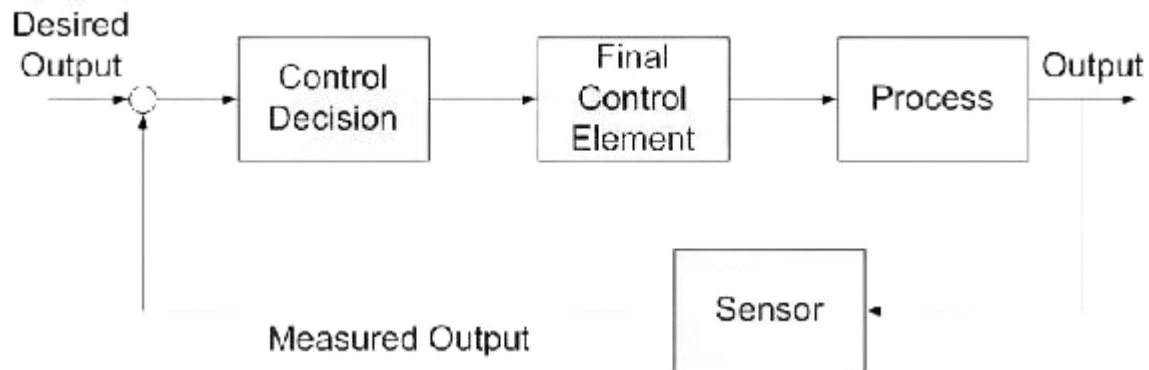 Desired
Output
Control
Decision
Final
Control
Element
Process
Output
Sensor
Measured Output